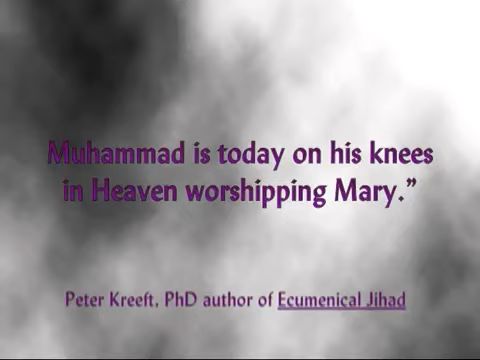 Muhammad is today on his knees
in Heaven worshipping Mary.”
Peter Kreeft, PhD author of Ecumenical Jihad